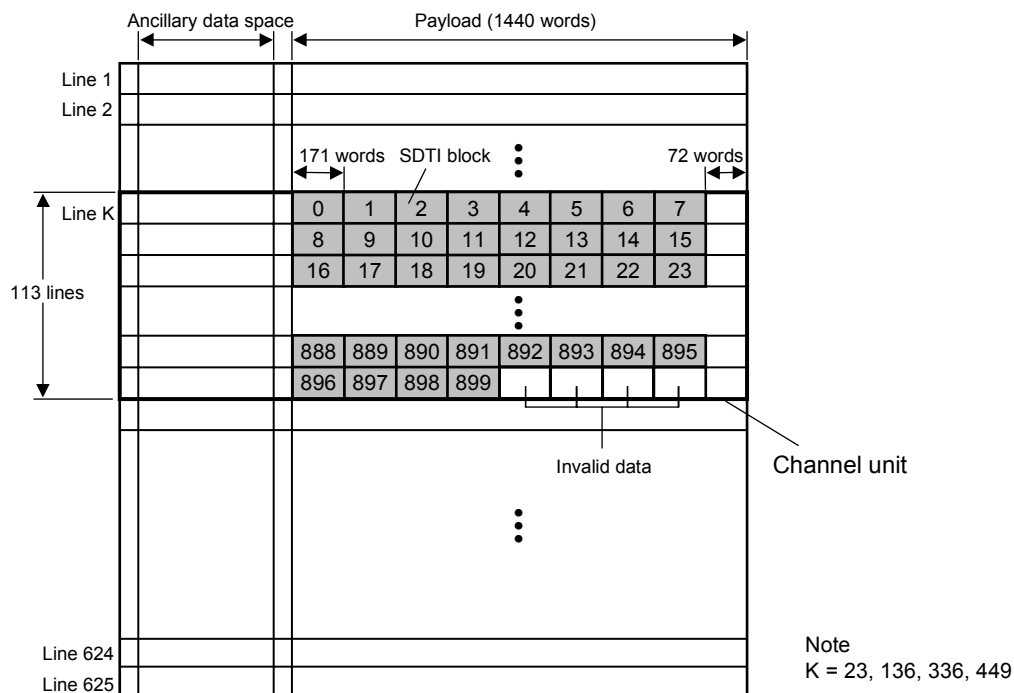 Ancillary data space
Payload (1440 words)
Line 1
Line 2
171 words
SDTI block
72 words
Line K
0 1 2 3 4 5 6 7
8 9 10 11 12 13 14 15
16 17 18 19 20 21 22 23
113 lines
888 889 890 891 892 893 894 895
896 897 898 899
Invalid data
Channel unit
Line 624
Line 625
Note
K = 23, 136, 336, 449